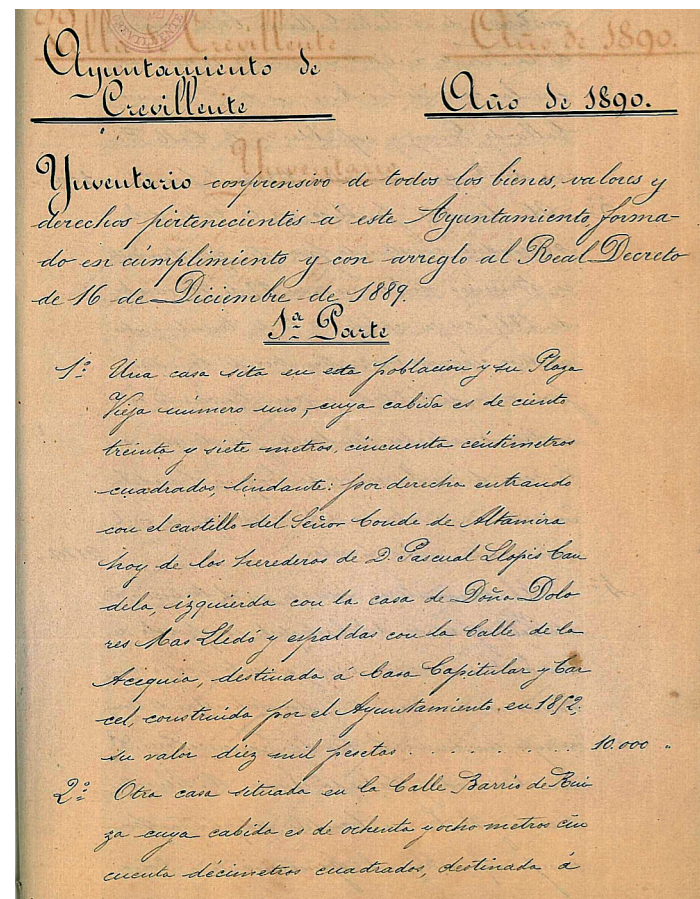 Ayuntamiento de
Crevillente
Año de 1890.
Ynventario conprensivo de todos los bienes, valores y
derechos pertenecientes á este Ayuntamiento, forma-
do en cumplimiento y con arreglo al Real Decreto
de 16 de Diciembre de 1889.
1ª Parte
1º Una casa sita en esta poblacion y su Plaza
Vieja número uno, cuya cabida es de ciento
treinta y siete metros, cincuenta céntimetros
cuadrados, lindante: por derecha entrando
con el castillo del Señor Conde de Altamira
hoy de los herederos de D. Pascual Llopis Can
dela, izquierda con la casa de Doña Dolo
res Mas Lledó y espaldas con la Calle de la
Acequia, destinada á Casa Capitular y Car
cel, construida por el Ayuntamiento en 1852.
su valor diez mil pesetas . . . . . . . . . . 10.000 "
2º Otra casa situada en la Calle Barrio de Rui
za cuya cabida es de ochenta y ocho metros cin
cuenta décimetros cuadrados, destinada á